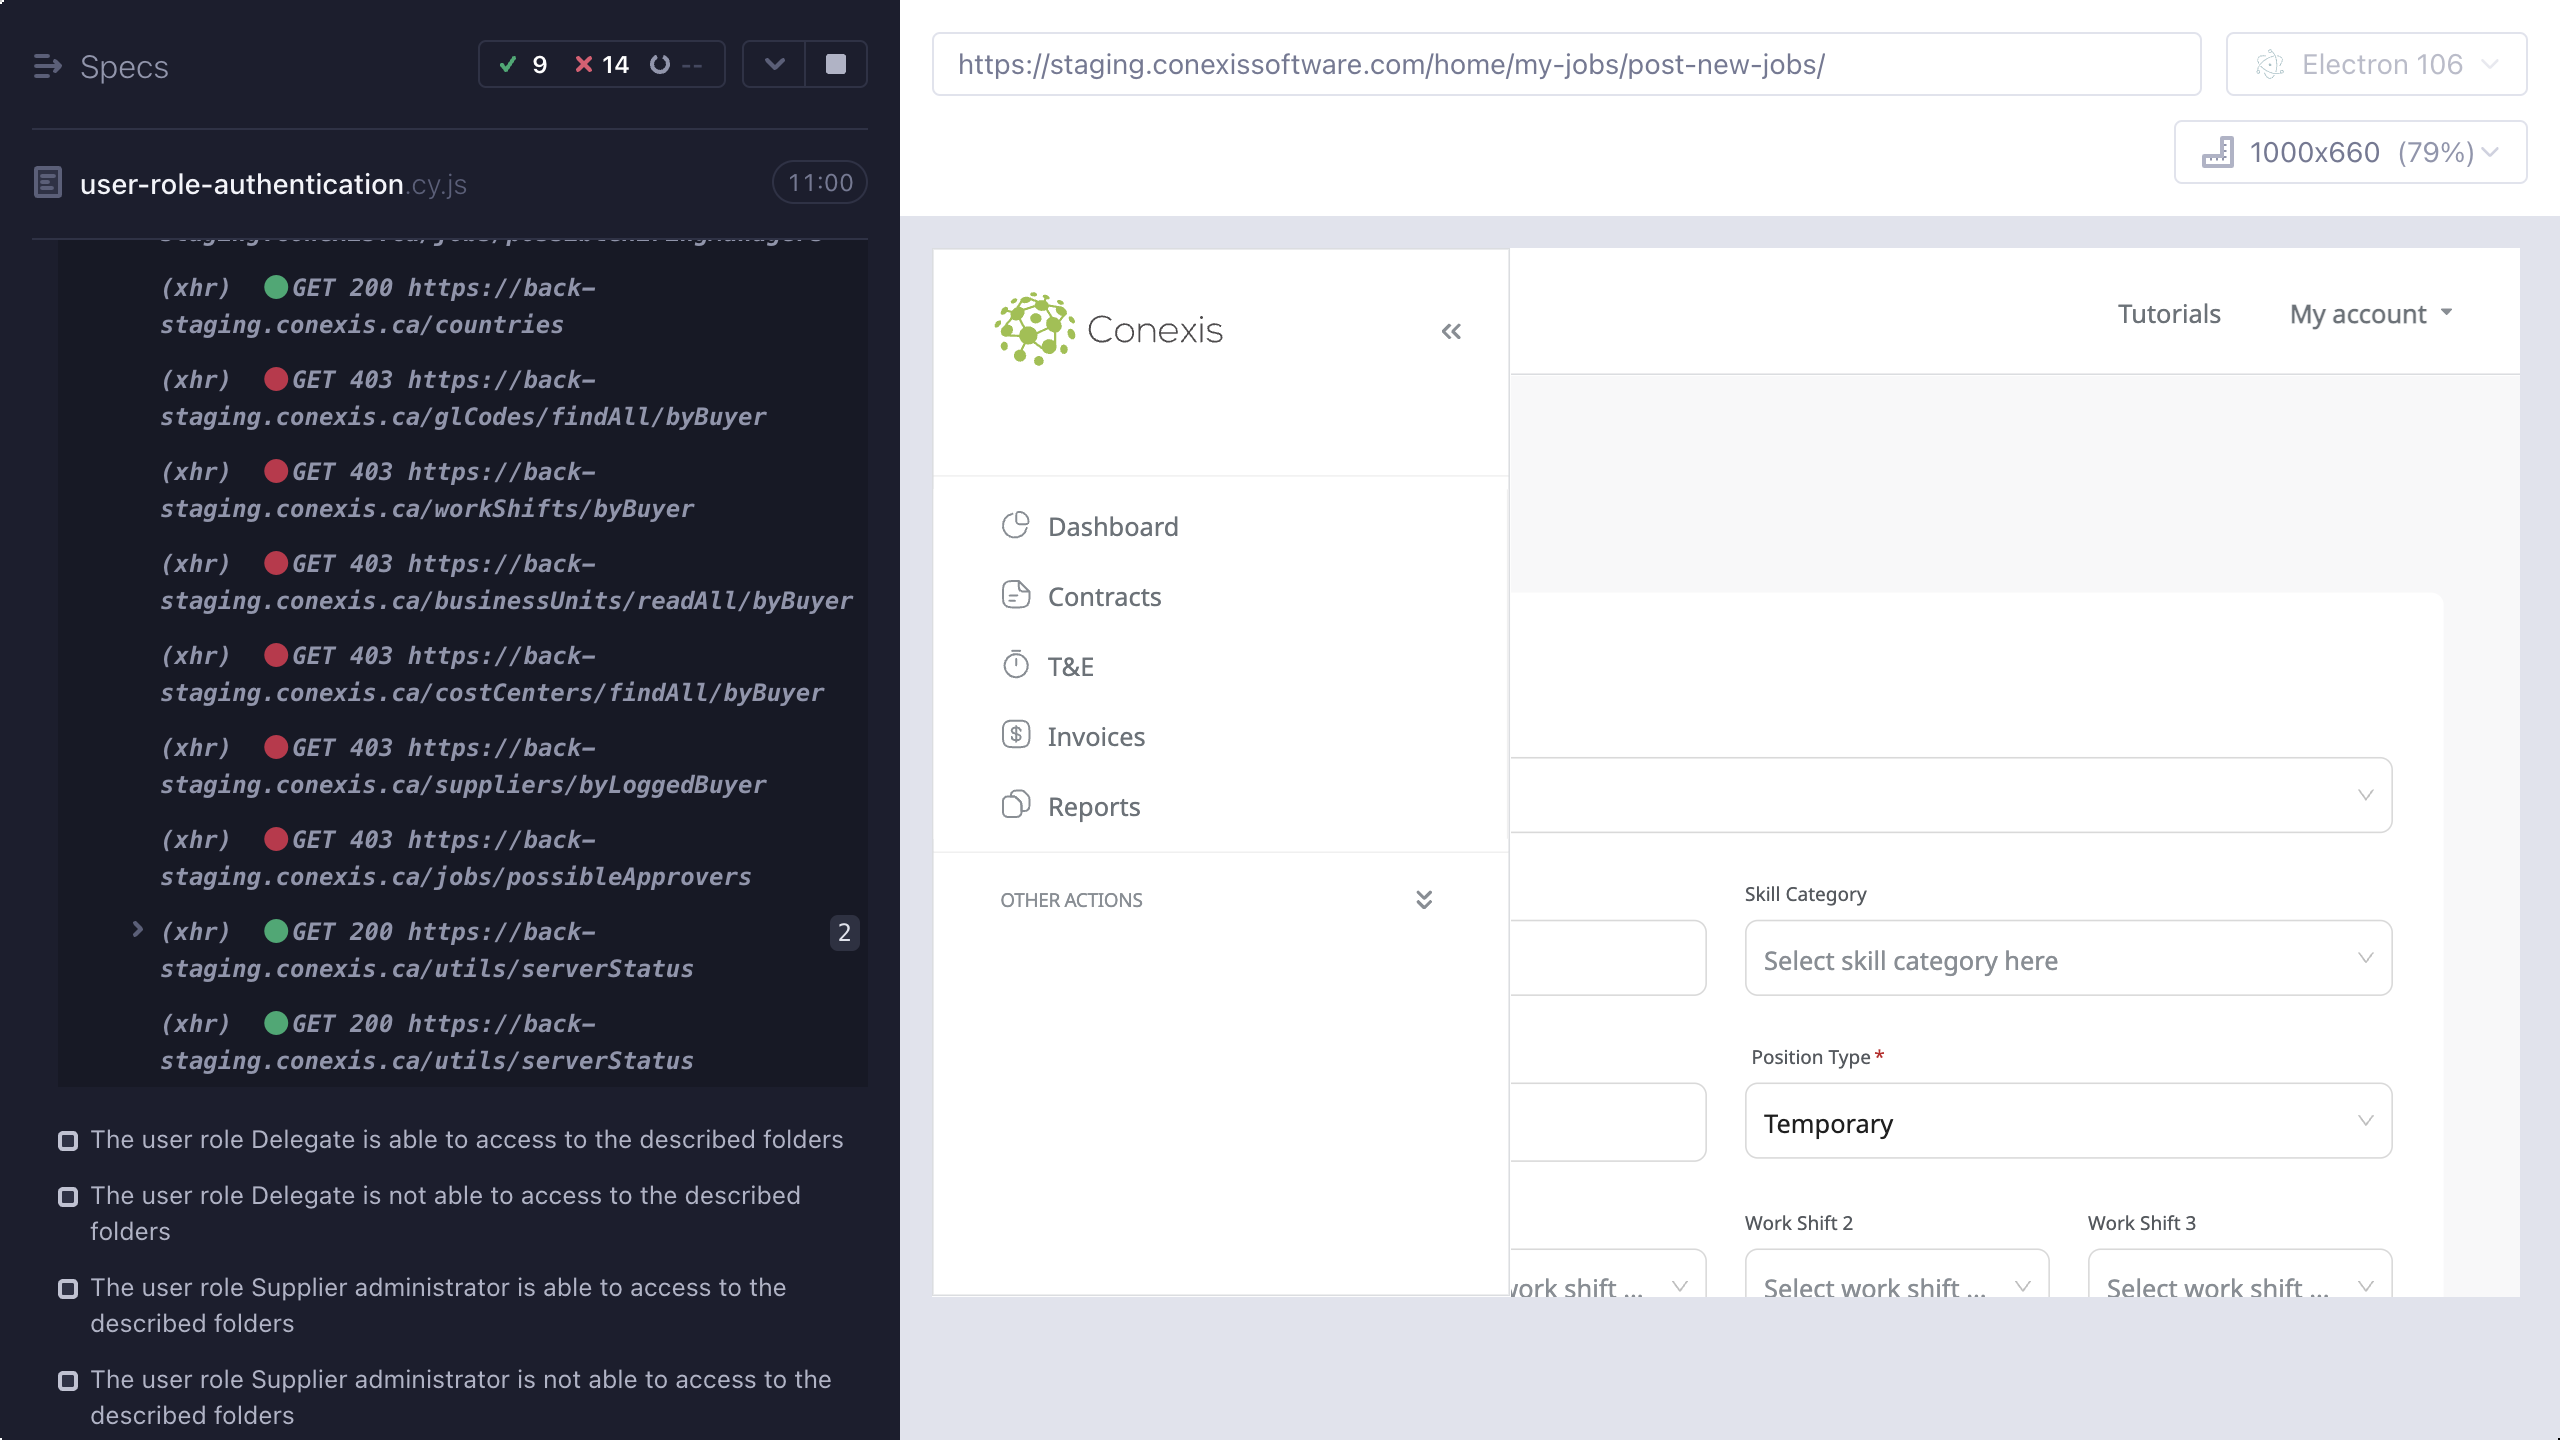 Specs
9 14 --
user-role-authentication.cy.js
11:00
staging.conexis.ca/jobs/possibleHiringManagers
(xhr) GET 200 https://back-
staging.conexis.ca/countries
(xhr) GET 403 https://back-
staging.conexis.ca/glCodes/findAll/byBuyer
(xhr) GET 403 https://back-
staging.conexis.ca/workShifts/byBuyer
(xhr) GET 403 https://back-
staging.conexis.ca/businessUnits/readAll/byBuyer
(xhr) GET 403 https://back-
staging.conexis.ca/costCenters/findAll/byBuyer
(xhr) GET 403 https://back-
staging.conexis.ca/suppliers/byLoggedBuyer
(xhr) GET 403 https://back-
staging.conexis.ca/jobs/possibleApprovers
(xhr) GET 200 https://back-
staging.conexis.ca/utils/serverStatus
2
(xhr) GET 200 https://back-
staging.conexis.ca/utils/serverStatus
The user role Delegate is able to access to the described folders
The user role Delegate is not able to access to the described
folders
The user role Supplier administrator is able to access to the
described folders
The user role Supplier administrator is not able to access to the
described folders
https://staging.conexissoftware.com/home/my-jobs/post-new-jobs/
Electron 106
1000x660 (79%)
Conexis
Tutorials
My account
Dashboard
Contracts
T&E
Invoices
Reports
OTHER ACTIONS
Skill Category
Select skill category here
Position Type*
Temporary
Work Shift 2
Work Shift 3
work shift ...
Select work shift ...
Select work shift ...